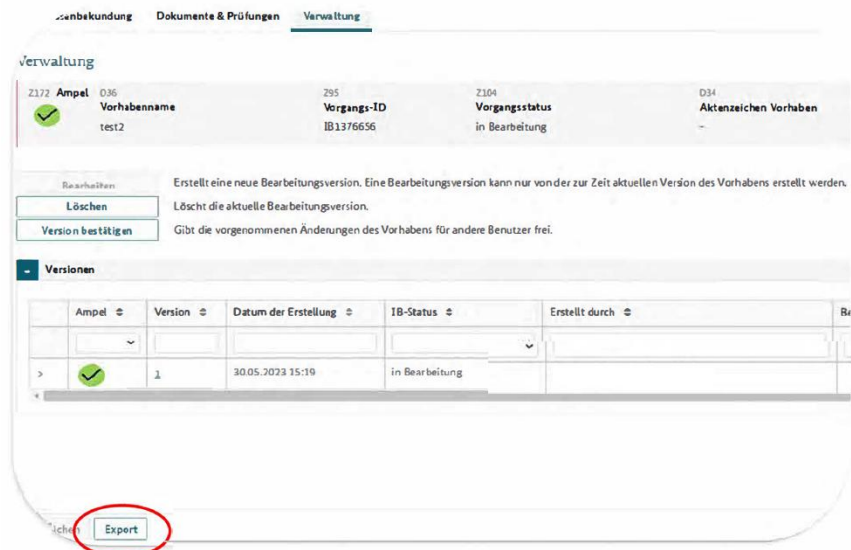 Dokumente & Prüfungen Verwaltung
Verwaltung
Z172 Ampel D36 Z95 Z104 D34
Vorhabenname Vorgangs-ID Vorgangsstatus Aktenzeichen Vorhaben
test2 IB1376656 in Bearbeitung -
Bearbeiten Erstellt eine neue Bearbeitungsversion. Eine Bearbeitungsversion kann nur von der zur Zeit aktuellen Version des Vorhabens erstellt werden.
Löschen Löscht die aktuelle Bearbeitungsversion.
Version bestätigen Gibt die vorgenommenen Änderungen des Vorhabens für andere Benutzer frei.
- Versionen
Ampel Version Datum der Erstellung IB-Status Erstellt durch
> 1 30.05.2023 15:19 in Bearbeitung
Export